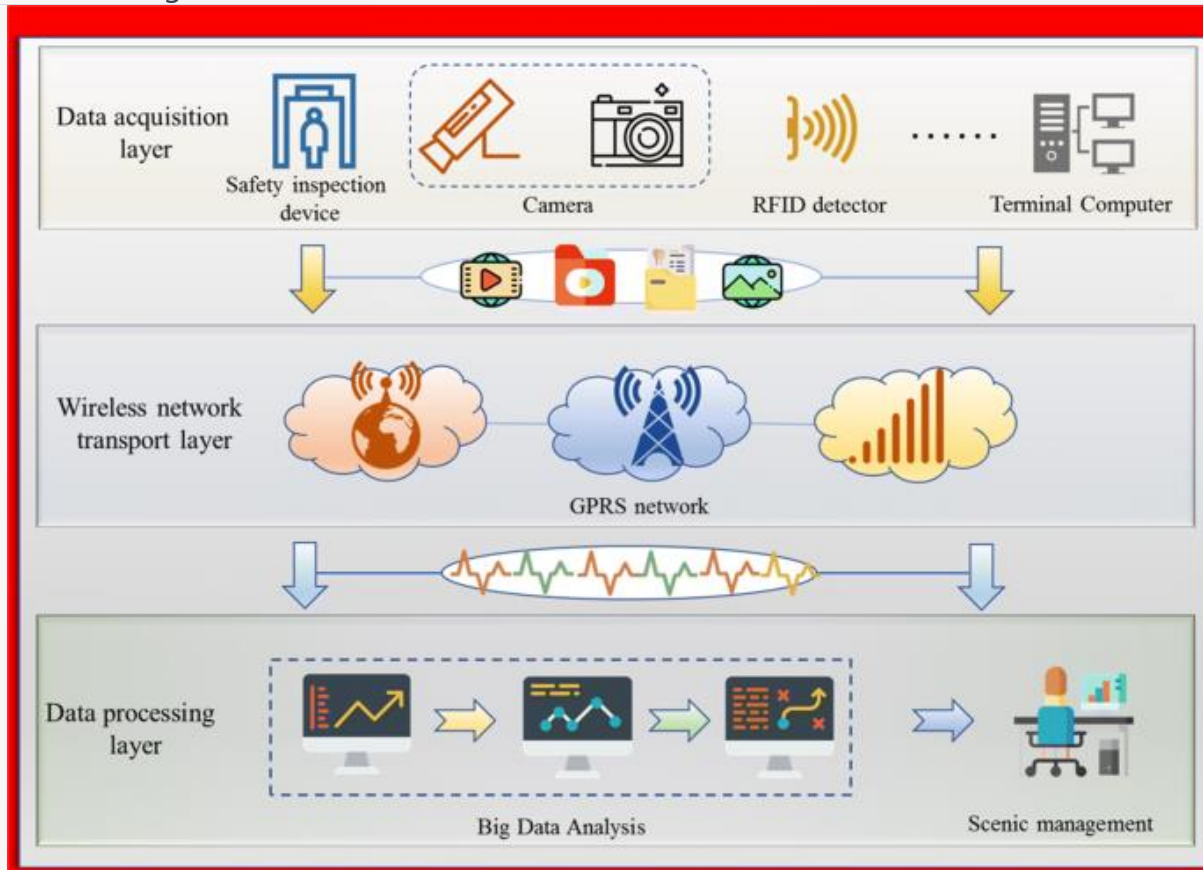 Data acquisition
layer
Safety inspection
device
Camera
RFID detector
......
Terminal Computer
Wireless network
transport layer
GPRS network
Data processing
layer
Big Data Analysis
Scenic management